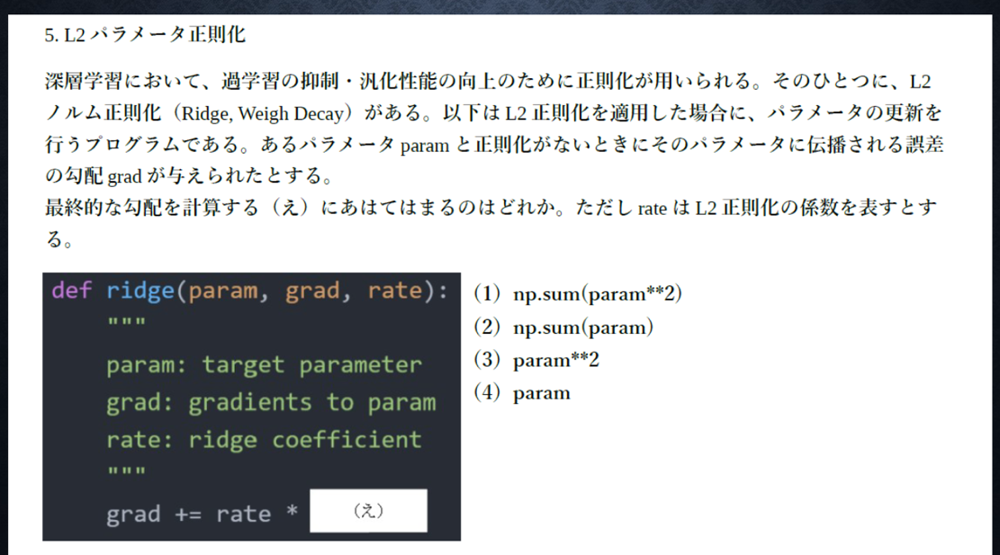 5. L2 パラメータ正則化
深層学習において、過学習の抑制・汎化性能の向上のために正則化が用いられる。そのひとつに、L2
ノルム正則化（Ridge, Weigh Decay）がある。以下は L2 正則化を適用した場合に、パラメータの更新を
行うプログラムである。あるパラメータ param と正則化がないときにそのパラメータに伝播される誤差
の勾配 grad が与えられたとする。
最終的な勾配を計算する（え）にあはてはまるのはどれか。ただし rate は L2 正則化の係数を表すとす
る。
def ridge(param, grad, rate):
"""
param: target parameter
grad: gradients to param
rate: ridge coefficient
"""
grad += rate * （え）
（1）np.sum(param**2)
（2）np.sum(param)
（3）param**2
（4）param